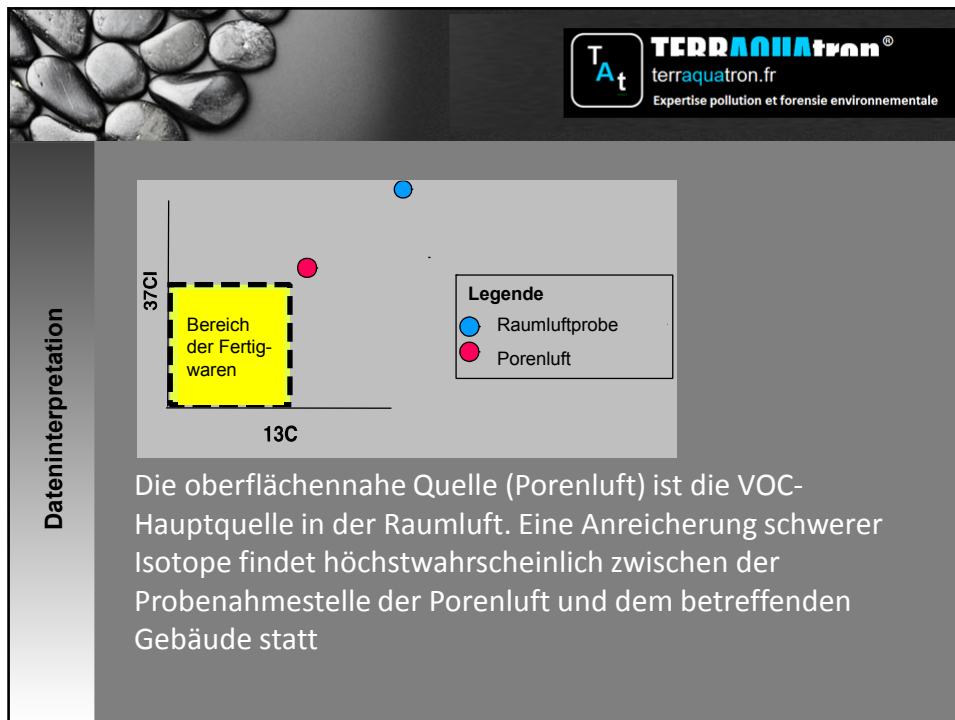 TAt
TERRAQUAtron®
terraquatron.fr
Expertise pollution et forensie environnementale
Dateninterpretation
37Cl
Bereich
der Fertig-
waren
13C
Legende
Raumluftprobe
Porenluft
Die oberflächennahe Quelle (Porenluft) ist die VOC-
Hauptquelle in der Raumluft. Eine Anreicherung schwerer
Isotope findet höchstwahrscheinlich zwischen der
Probenahmestelle der Porenluft und dem betreffenden
Gebäude statt